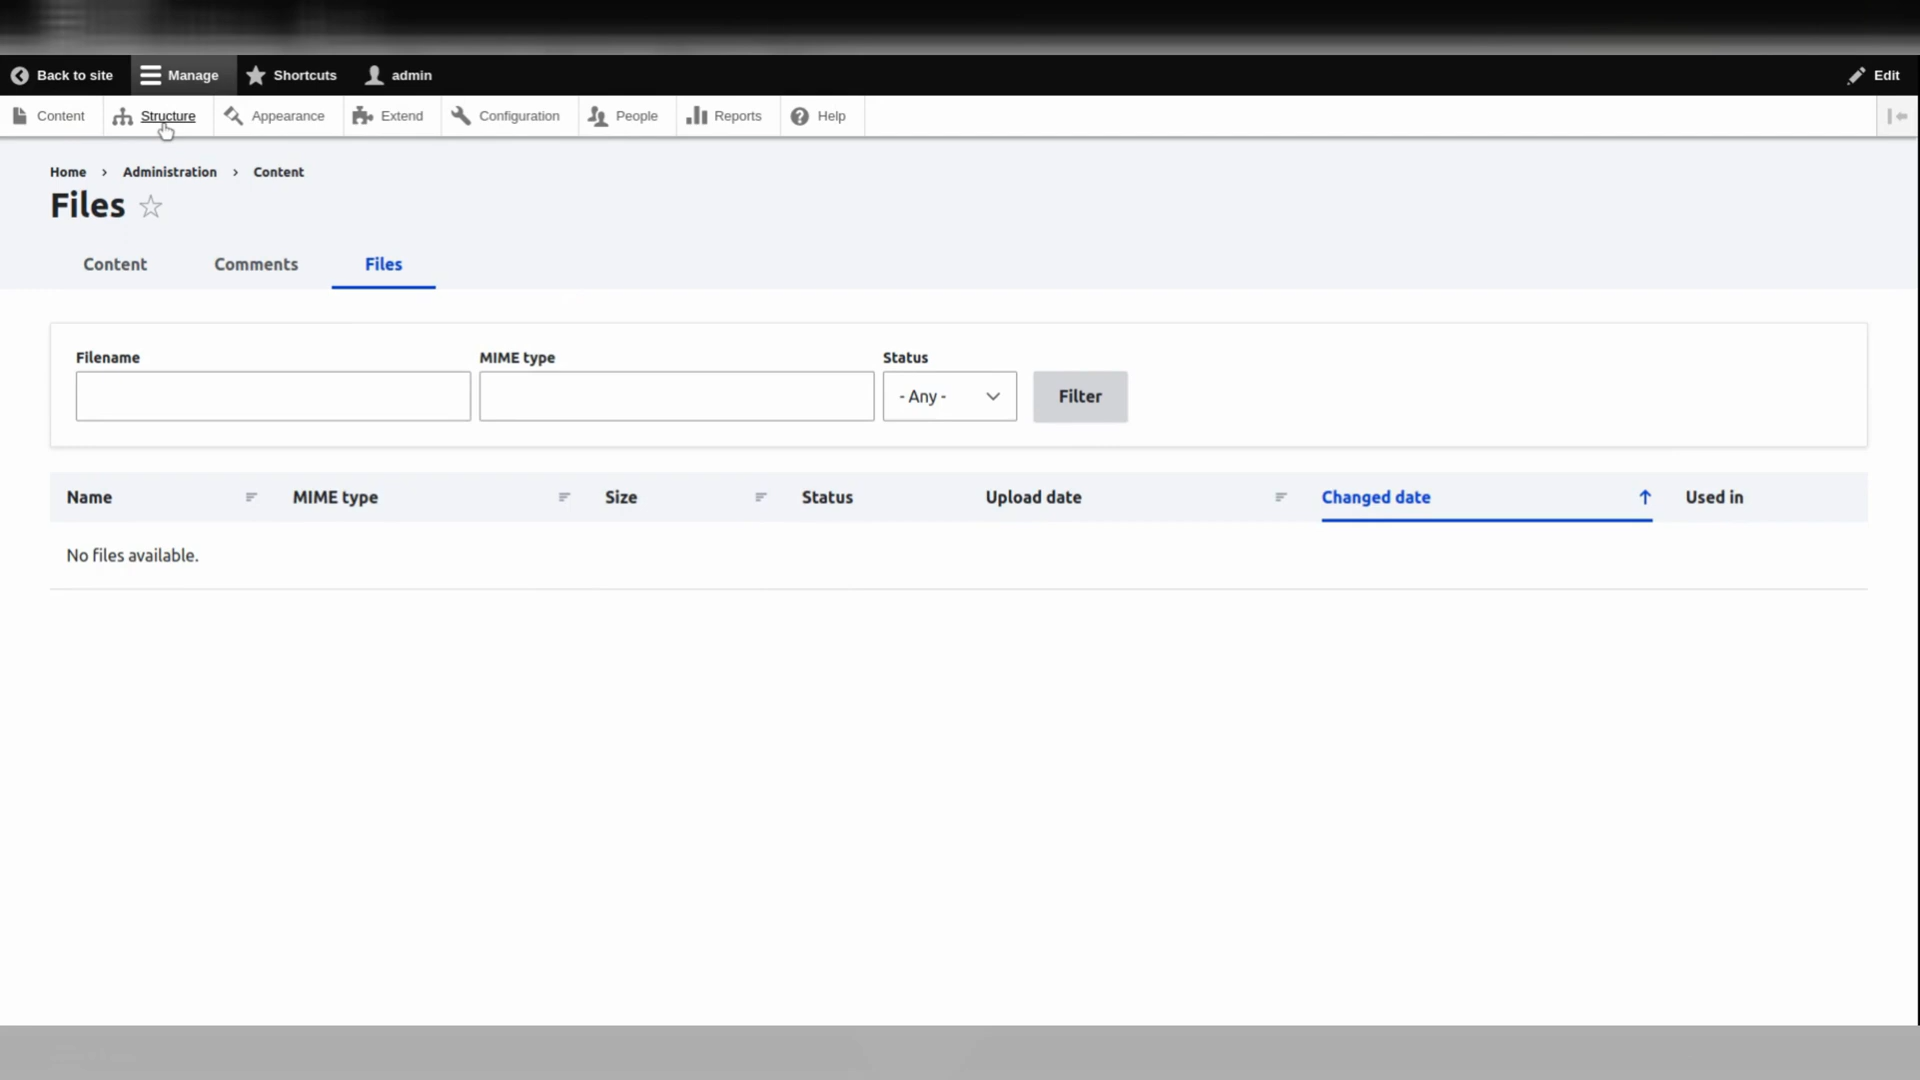 Back to site Manage Shortcuts admin Edit
Content Structure Appearance Extend Configuration People Reports Help
Home › Administration › Content
Files
Content Comments Files
Filename MIME type Status
- Any - Filter
Name MIME type Size Status Upload date Changed date Used in
No files available.